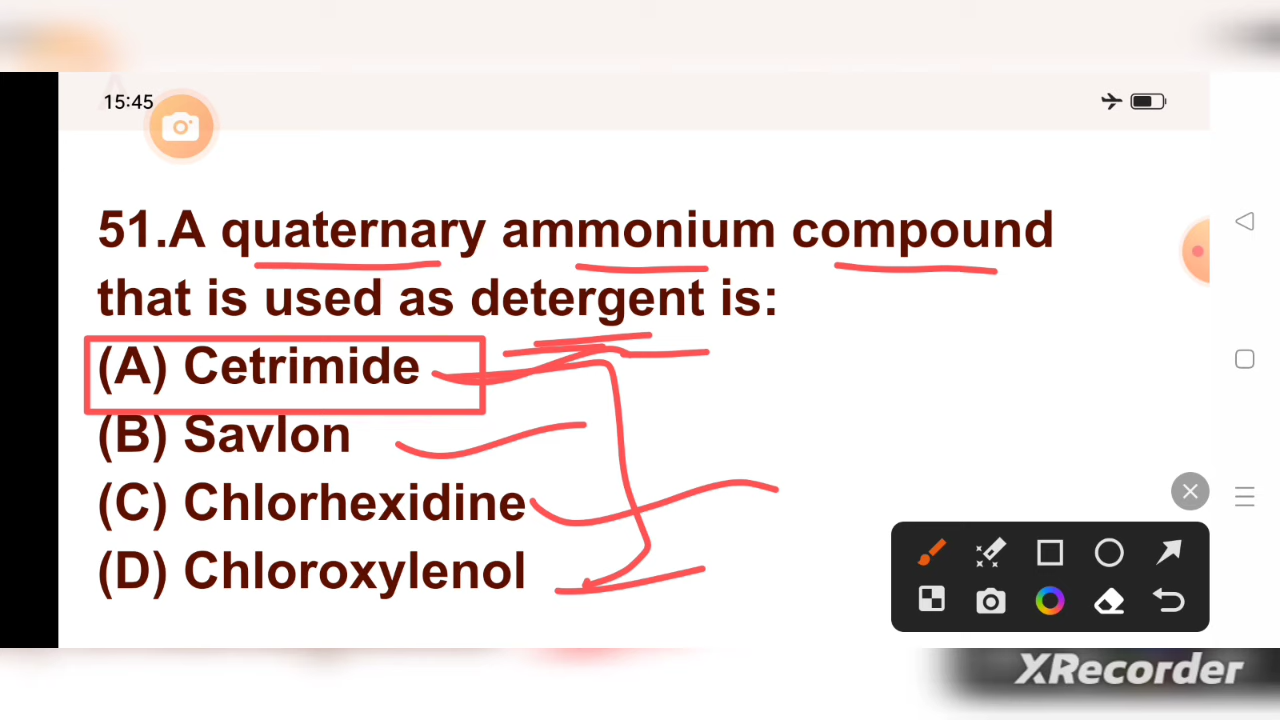 15:45
51.A quaternary ammonium compound
that is used as detergent is:
(A) Cetrimide
(B) Savlon
(C) Chlorhexidine
(D) Chloroxylenol
XRecorder